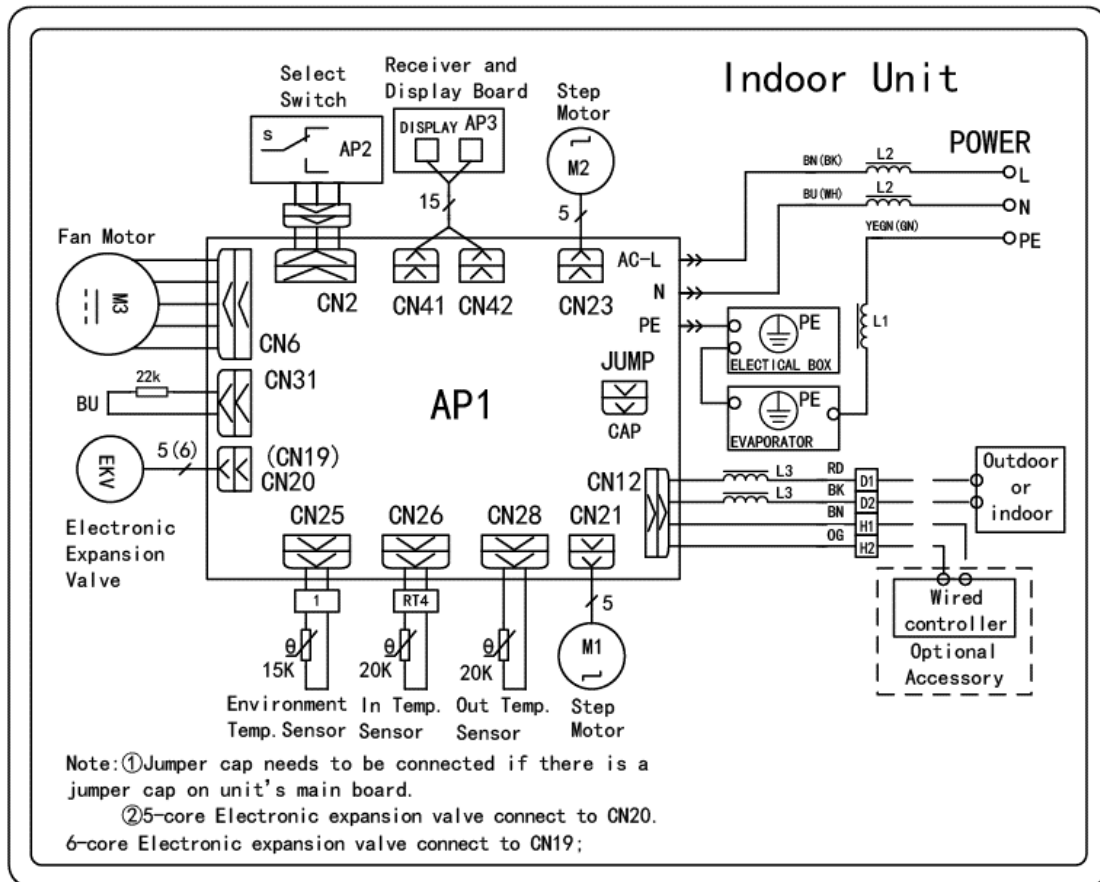 Indoor Unit
Select
Switch
S
AP2
Receiver and
Display Board
DISPLAY AP3
15
Step
Motor
M2
5
POWER
BN(BK)
L2
L
BU(WH)
L2
N
YEGN(GN)
PE
L1
Fan Motor
M3
CN6
CN2
CN41
CN42
CN23
AC-L
N
PE
PE
ELECTICAL BOX
PE
EVAPORATOR
JUMP
CAP
22k
BU
CN31
AP1
EKV
5(6)
(CN19)
CN20
Electronic
Expansion
Valve
CN25
CN26
CN28
CN21
CN12
L3
RD
D1
L3
BK
D2
BN
H1
OG
H2
Outdoor
or
indoor
Wired
controller
Optional
Accessory
1
θ
15K
Environment
Temp. Sensor
RT4
θ
20K
In Temp.
Sensor
θ
20K
Out Temp.
Sensor
5
M1
Step
Motor
Note:①Jumper cap needs to be connected if there is a
jumper cap on unit's main board.
②5-core Electronic expansion valve connect to CN20.
6-core Electronic expansion valve connect to CN19;